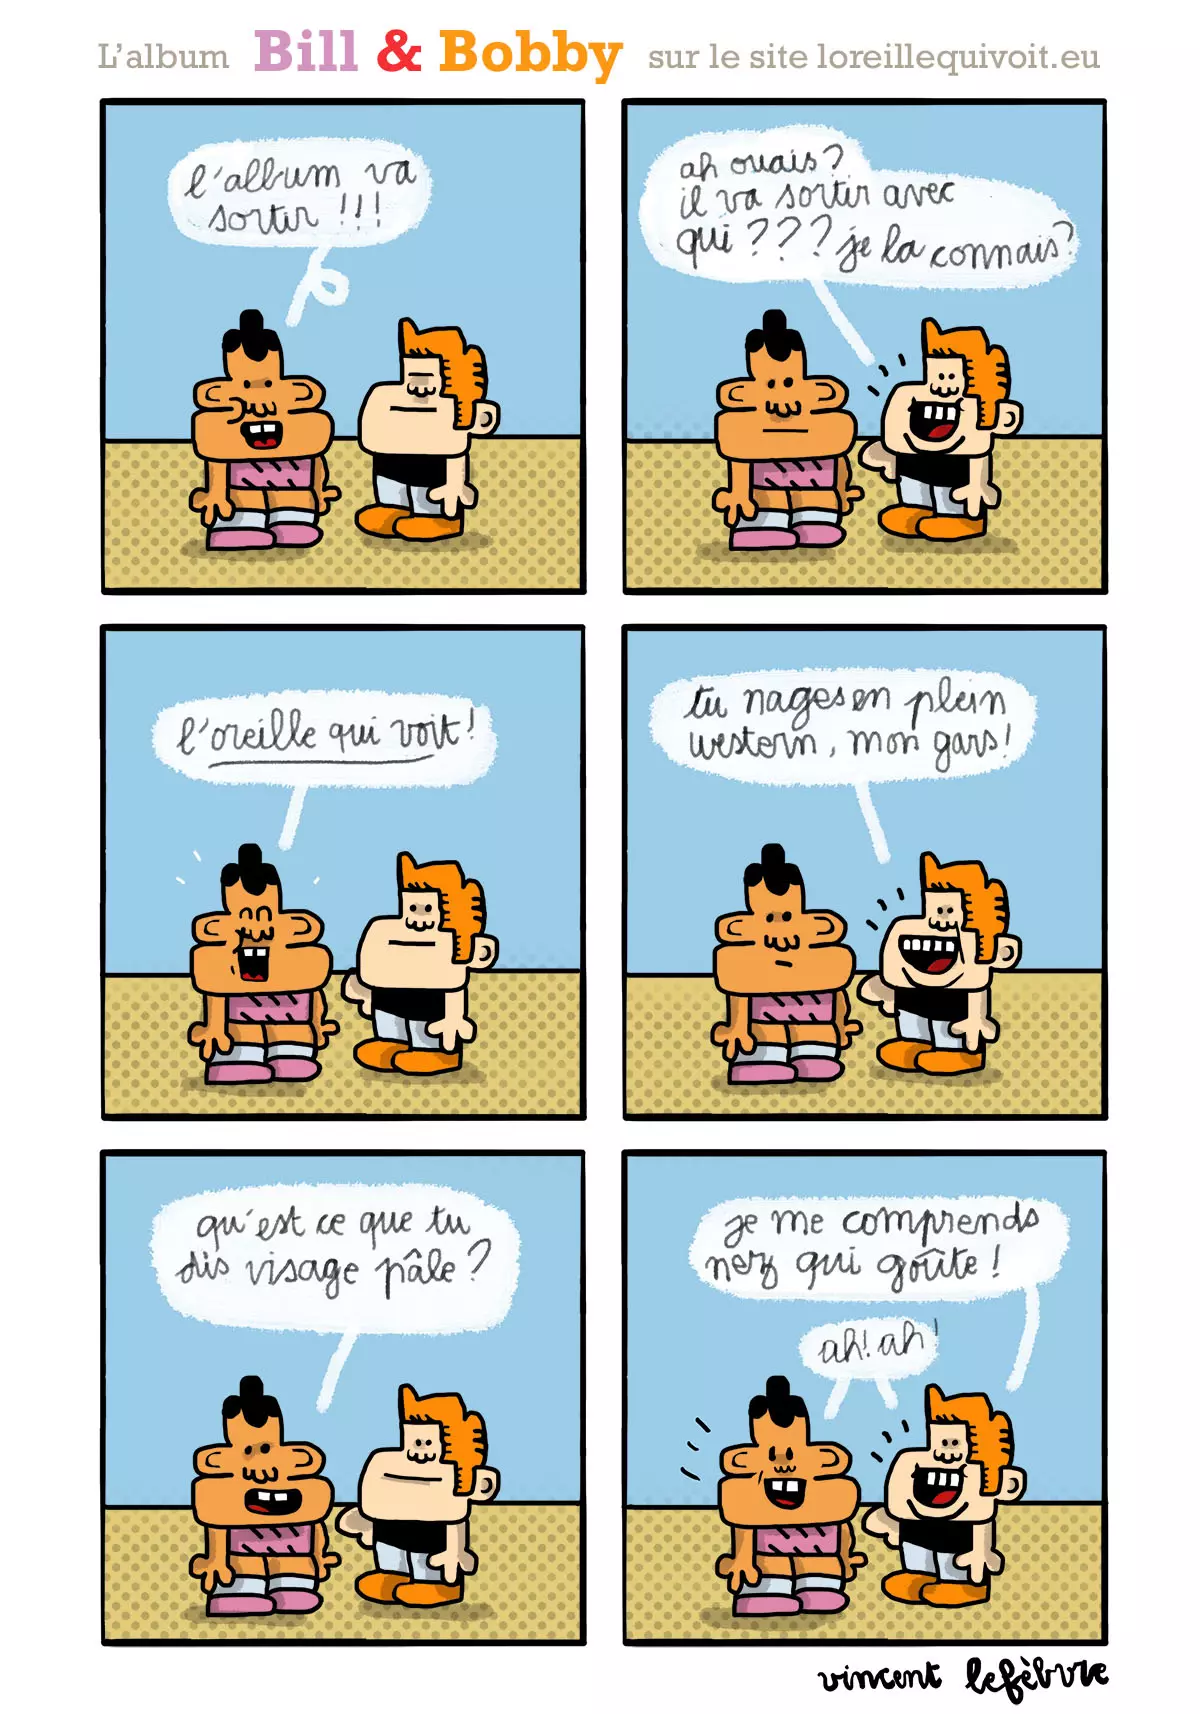 L'album Bill & Bobby sur le site loreillequivoit.eu
l'album va
sortir !!!
ah ouais?
il va sortir avec
qui??? je la connais?
l'oreille qui voit!
tu nages en plein
western, mon gars!
qu'est ce que tu
dis visage pâle?
je me comprends
nez qui goûte!
ah! ah!
vincent lefèbvre